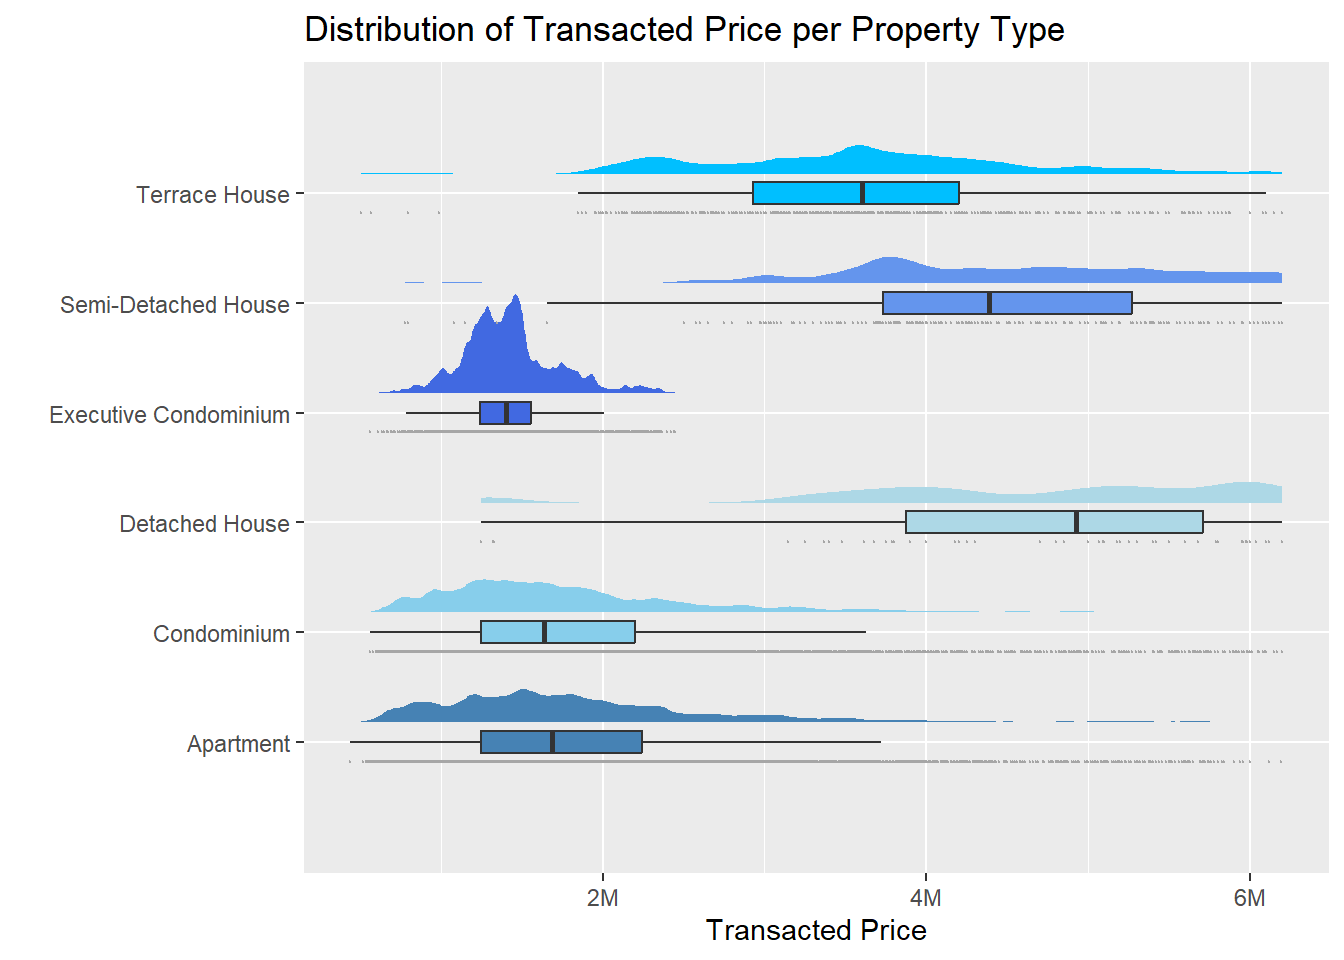 Distribution of Transacted Price per Property Type
Terrace House
Semi-Detached House
Executive Condominium
Detached House
Condominium
Apartment
2M 4M 6M
Transacted Price